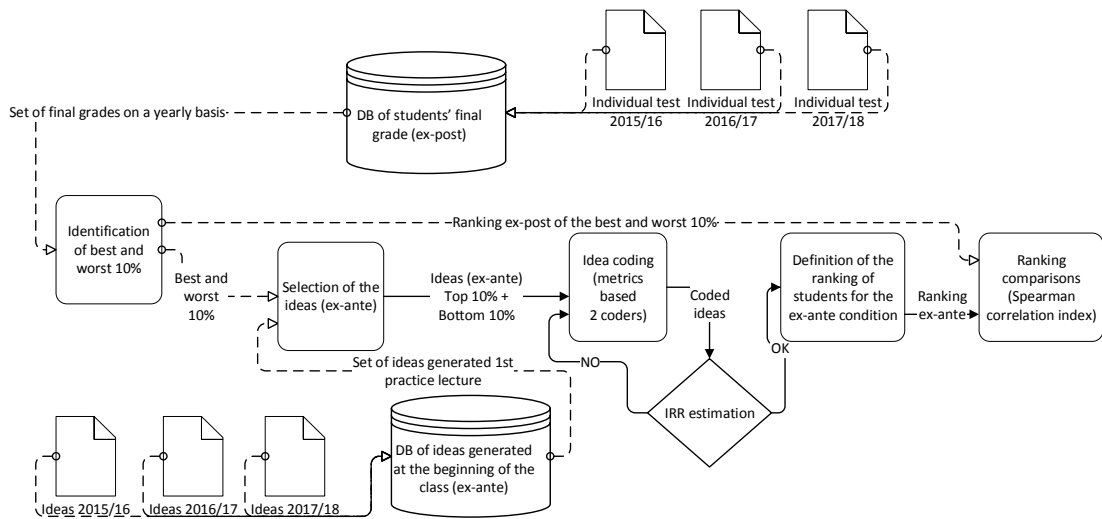 Individual test
2015/16
Individual test
2016/17
Individual test
2017/18
Set of final grades on a yearly basis
DB of students’ final
grade (ex-post)
Identification
of best and
worst 10%
Ranking ex-post of the best and worst 10%
Best and
worst
10%
Selection of the
ideas (ex-ante)
Ideas (ex-ante)
Top 10% +
Bottom 10%
Idea coding
(metrics
based
2 coders)
Coded
ideas
Definition of the
ranking of
students for the
ex-ante condition
Ranking
ex-ante
Ranking
comparisons
(Spearman
correlation index)
NO
OK
IRR estimation
Set of ideas generated 1st
practice lecture
DB of ideas generated
at the beginning of the
class (ex-ante)
Ideas 2015/16
Ideas 2016/17
Ideas 2017/18